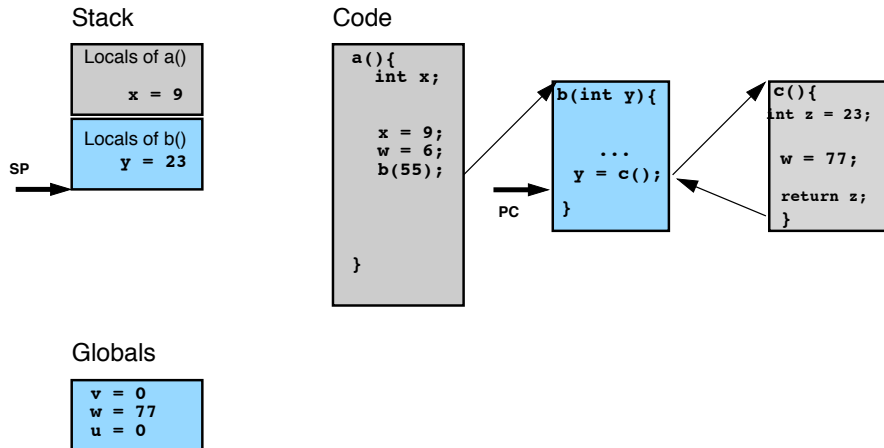 Stack
Locals of a()
x = 9
Locals of b()
y = 23
SP
Code
a(){
int x;
x = 9;
w = 6;
b(55);
}
b(int y){
...
y = c();
}
PC
c(){
int z = 23;
w = 77;
return z;
}
Globals
v = 0
w = 77
u = 0